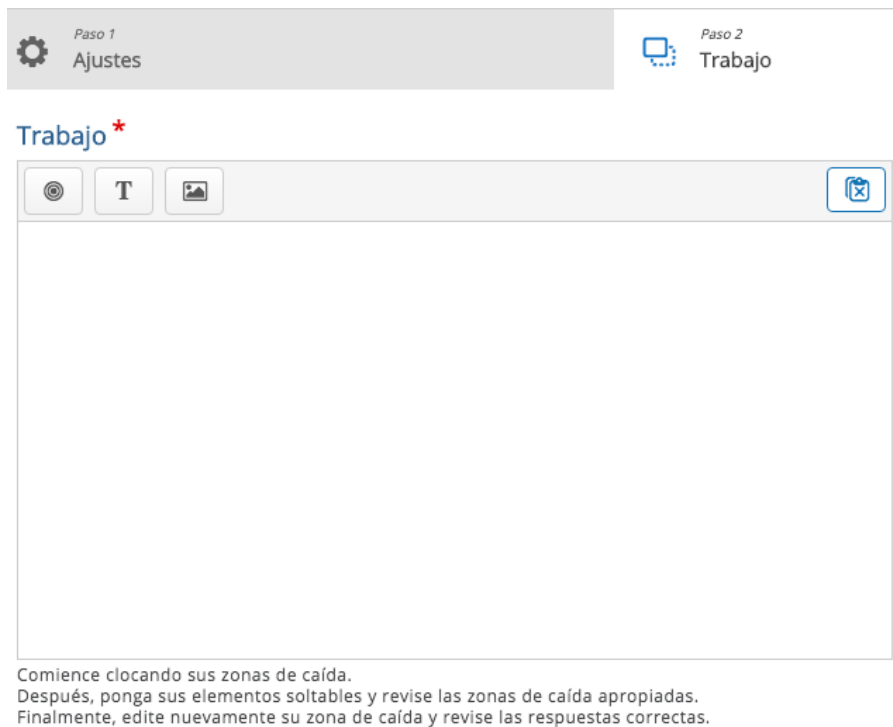 Paso 1
Ajustes
Paso 2
Trabajo
Trabajo *
T
Comience clocando sus zonas de caída.
Después, ponga sus elementos soltables y revise las zonas de caída apropiadas.
Finalmente, edite nuevamente su zona de caída y revise las respuestas correctas.